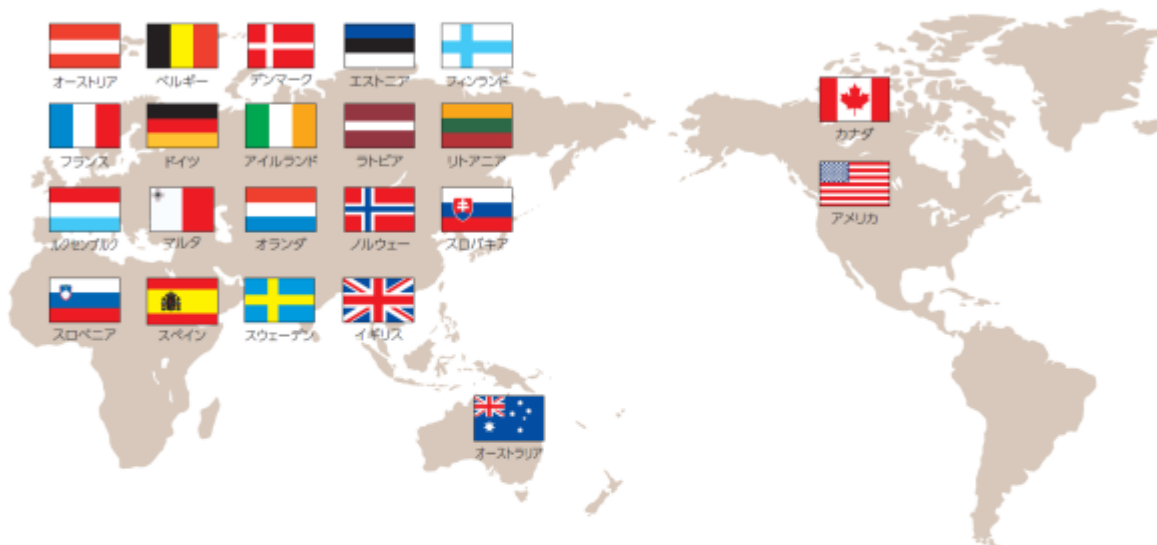 オーストリア
ベルギー
デンマーク
エストニア
フィンランド
フランス
ドイツ
アイルランド
ラトビア
リトアニア
ルクセンブルク
マルタ
オランダ
ノルウェー
スロバキア
スロベニア
スペイン
スウェーデン
イギリス
カナダ
アメリカ
オーストラリア